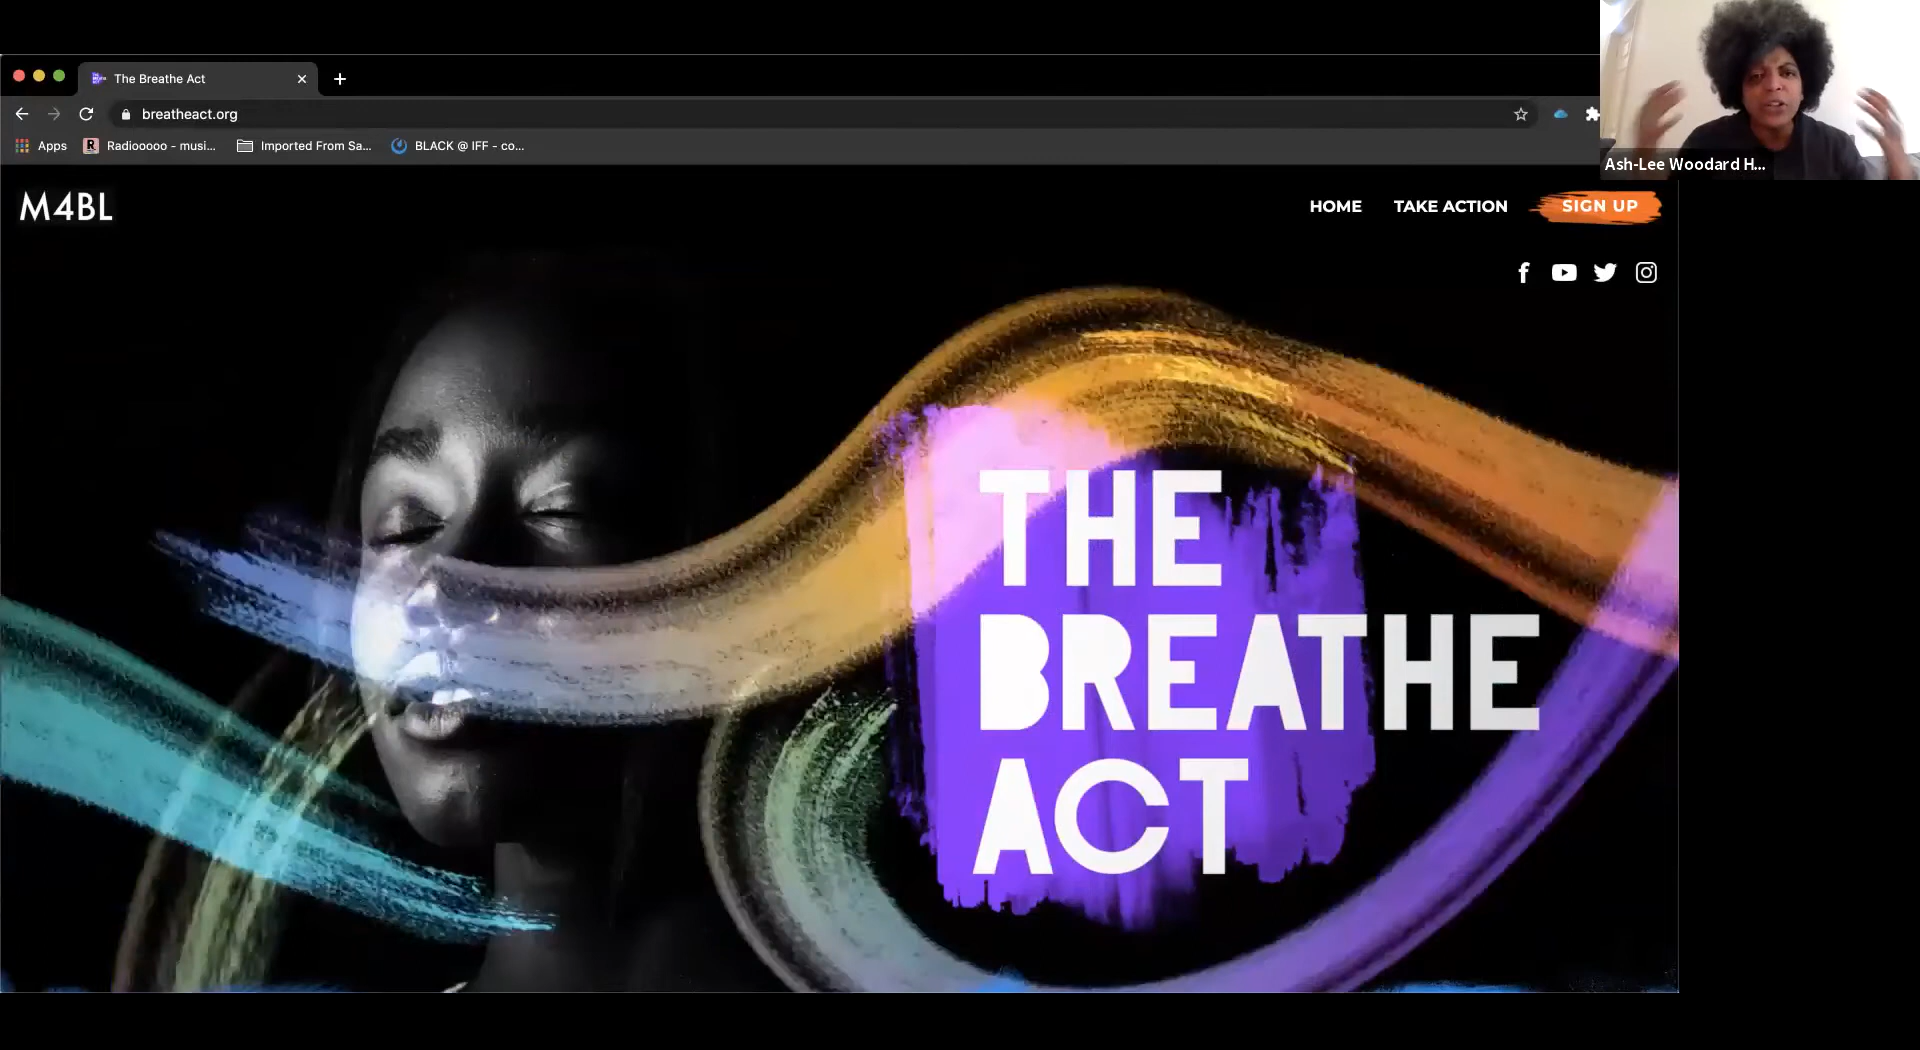 The Breathe Act
breatheact.org
Apps
Radiooooo - musi...
Imported From Sa...
BLACK @ IFF - co...
Ash-Lee Woodard H...
M4BL
HOME
TAKE ACTION
SIGN UP
THE
BREATHE
ACT